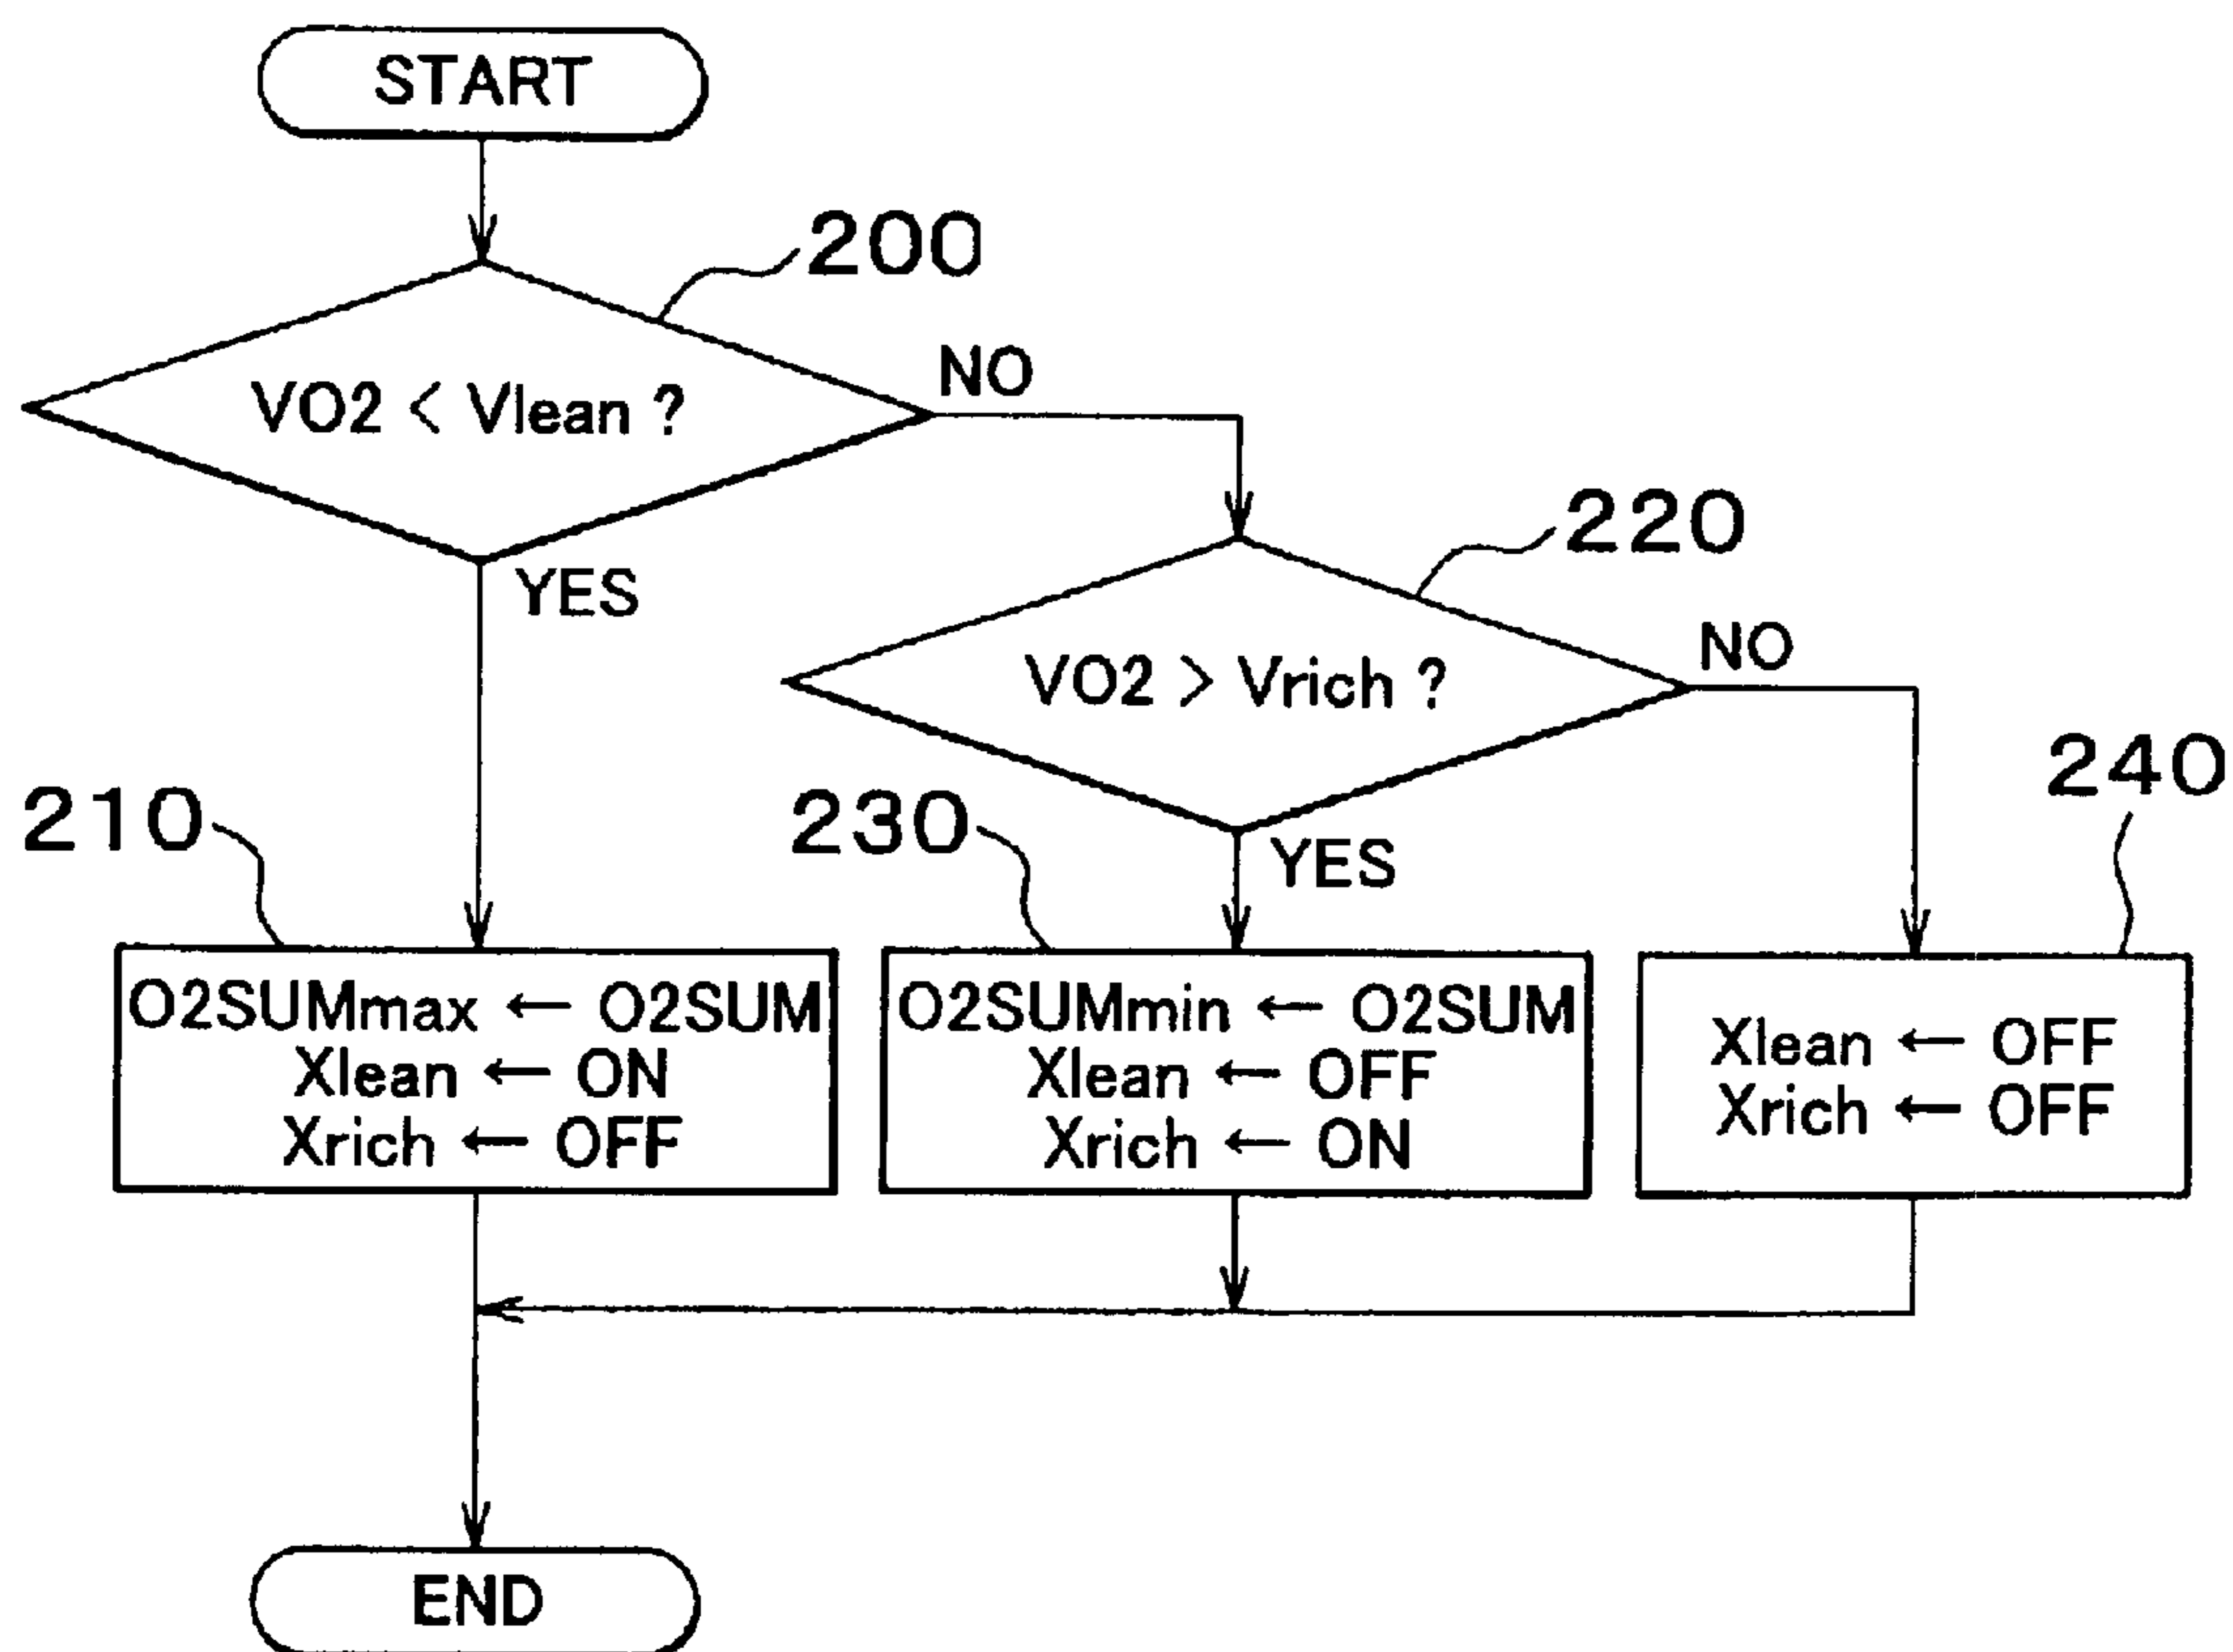 START
200
VO2 < Vlean ?
NO
YES
220
VO2 > Vrich ?
NO
YES
210
O2SUMmax ← O2SUM
Xlean ← ON
Xrich ← OFF
230
O2SUMmin ← O2SUM
Xlean ← OFF
Xrich ← ON
240
Xlean ← OFF
Xrich ← OFF
END